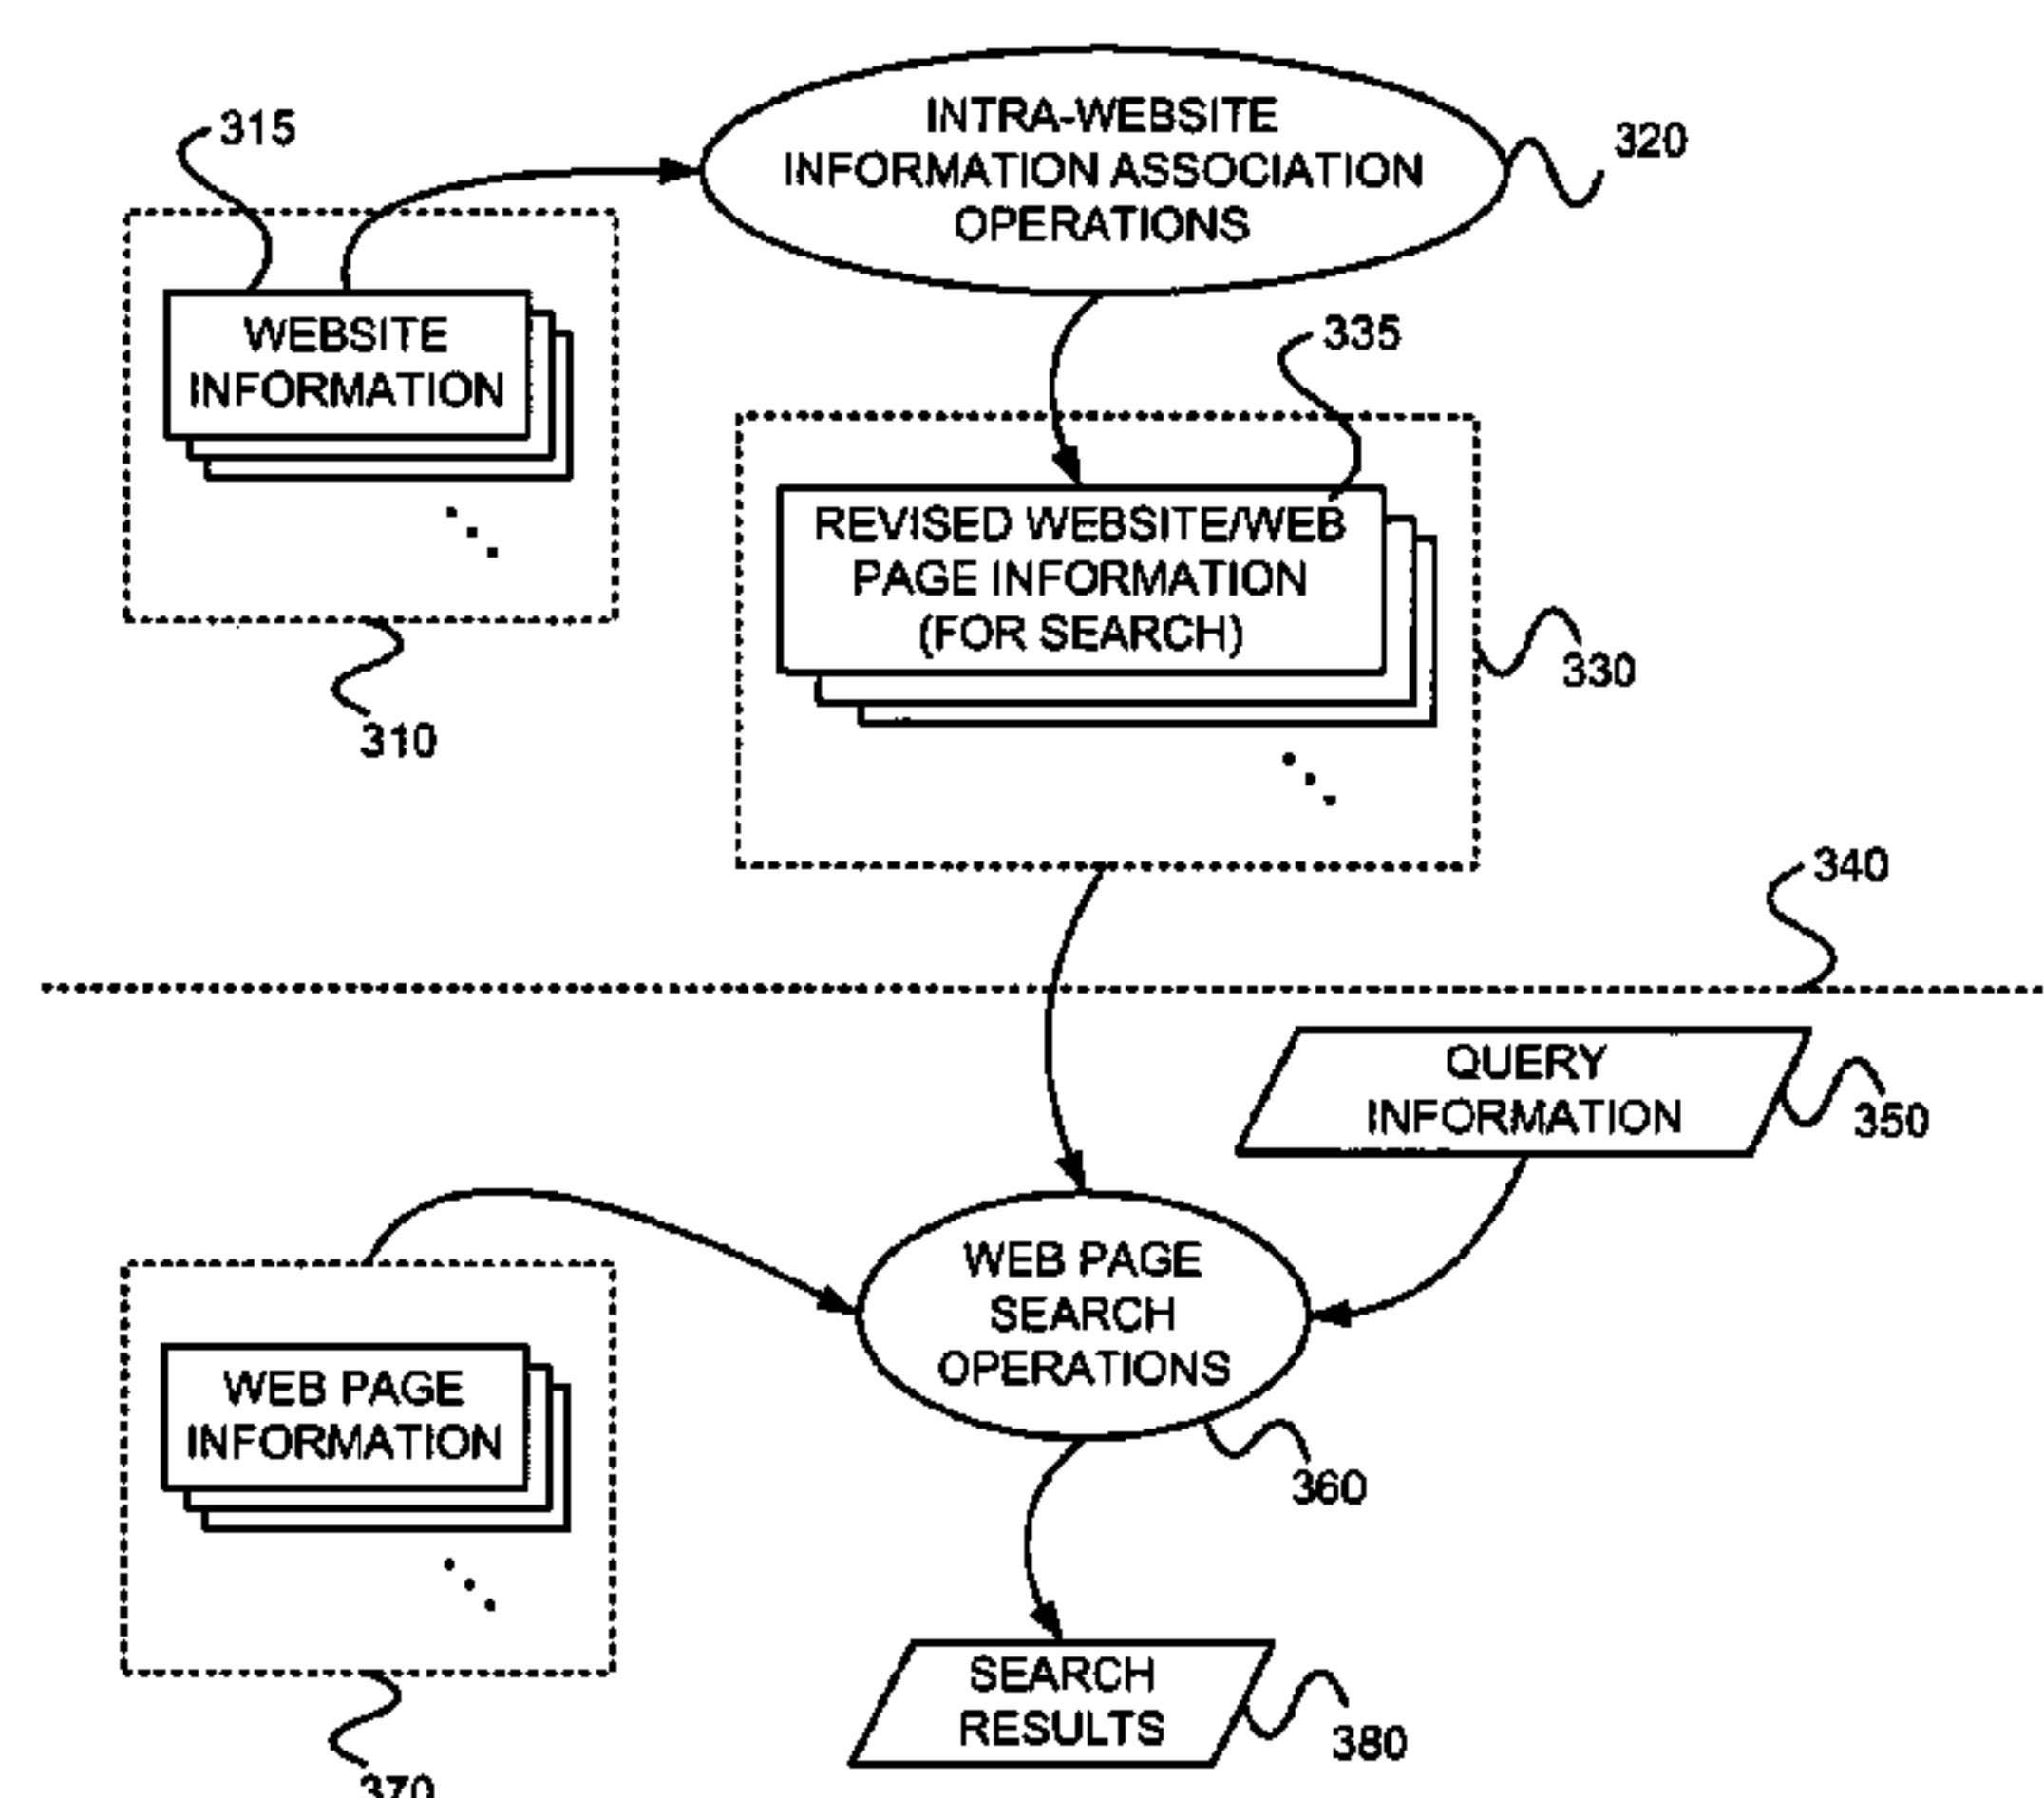 315
INTRA-WEBSITE
INFORMATION ASSOCIATION
OPERATIONS
320
WEBSITE
INFORMATION
335
REVISED WEBSITE/WEB
PAGE INFORMATION
(FOR SEARCH)
330
310
340
QUERY
INFORMATION
350
WEB PAGE
SEARCH
OPERATIONS
WEB PAGE
INFORMATION
360
SEARCH
RESULTS
380
370